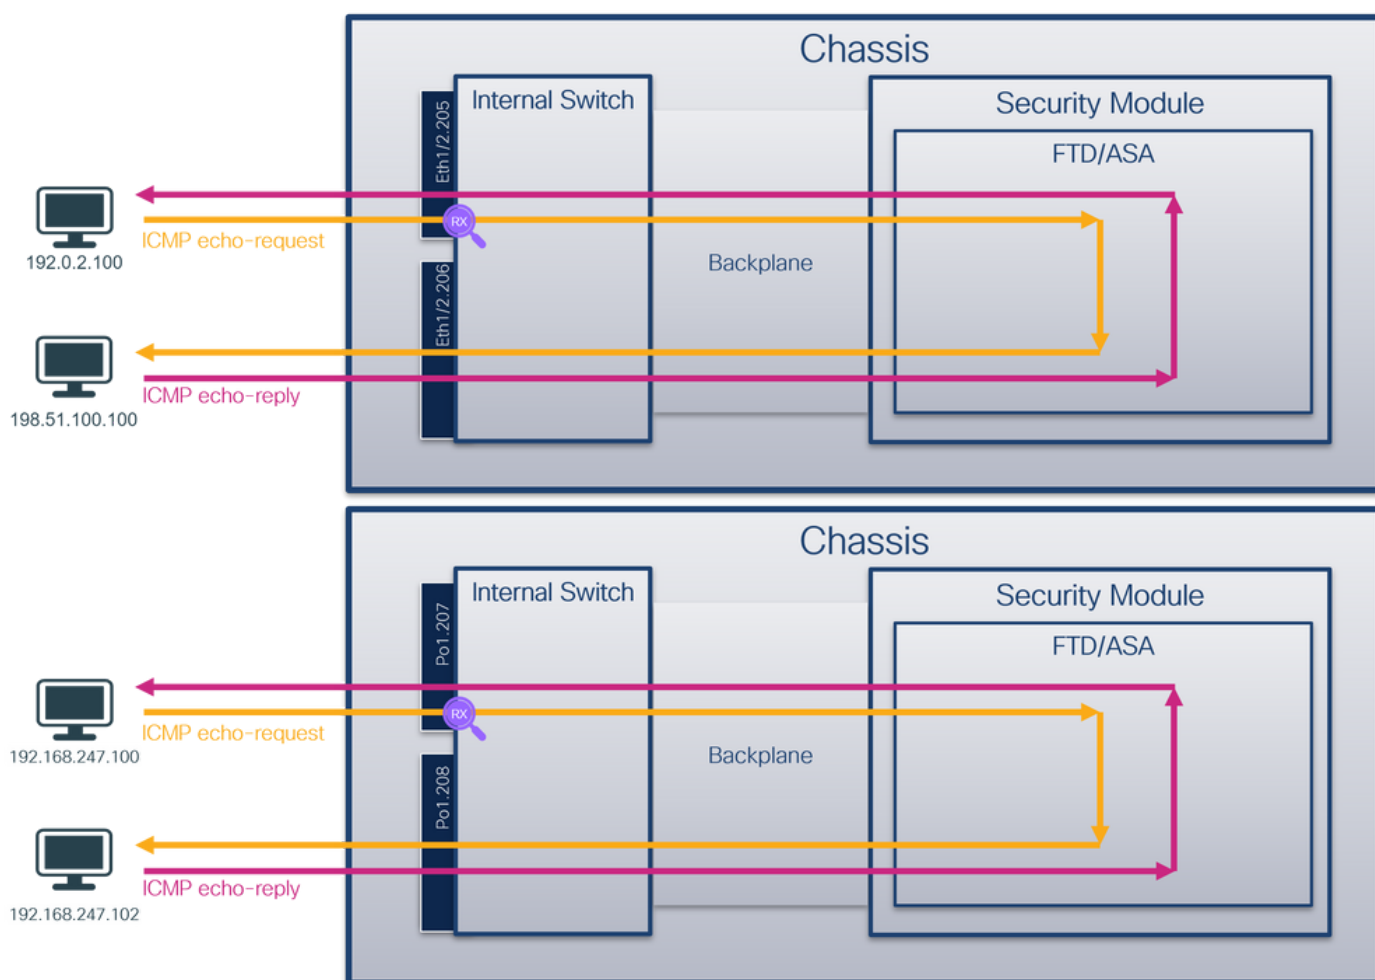 Chassis
Internal Switch
Security Module
FTD/ASA
Eth1/2.205
RX
ICMP echo-request
192.0.2.100
Backplane
Eth1/2.206
ICMP echo-reply
198.51.100.100
Chassis
Internal Switch
Security Module
FTD/ASA
Po1.207
RX
ICMP echo-request
192.168.247.100
Backplane
Po1.208
ICMP echo-reply
192.168.247.102